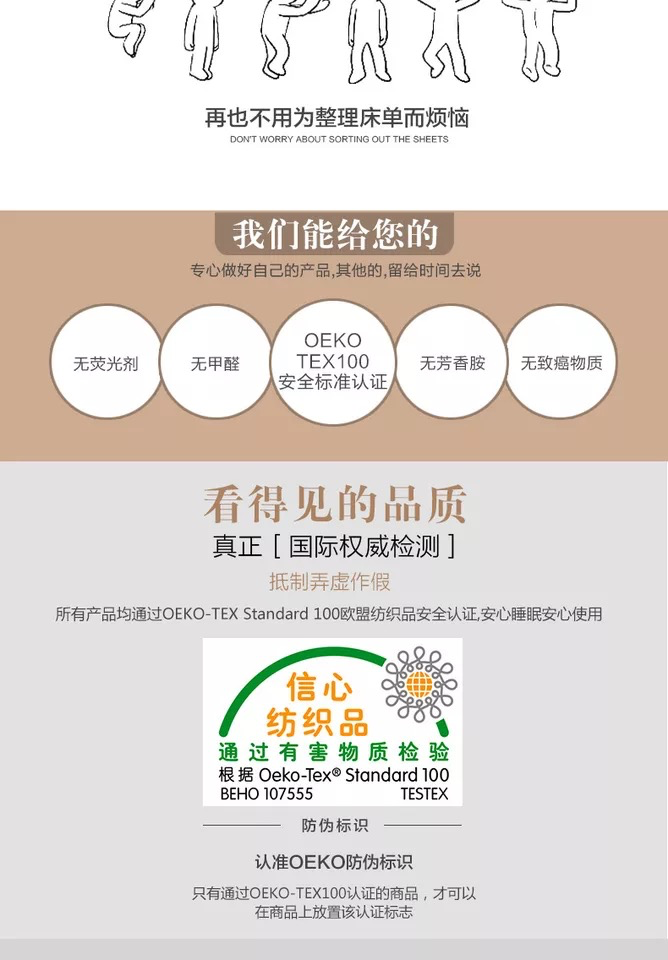 再也不用为整理床单而烦恼
DON'T WORRY ABOUT SORTING OUT THE SHEETS
我们能给您的
专心做好自己的产品,其他的,留给时间去说
无荧光剂
无甲醛
OEKO
TEX100
安全标准认证
无芳香胺
无致癌物质
看得见的品质
真正 [ 国际权威检测 ]
抵制弄虚作假
所有产品均通过OEKO-TEX Standard 100欧盟纺织品安全认证,安心睡眠安心使用
信心
纺织品
通过有害物质检验
根据 Oeko-Tex® Standard 100
BEHO 107555 TESTEX
防伪标识
认准OEKO防伪标识
只有通过OEKO-TEX100认证的商品，才可以
在商品上放置该认证标志